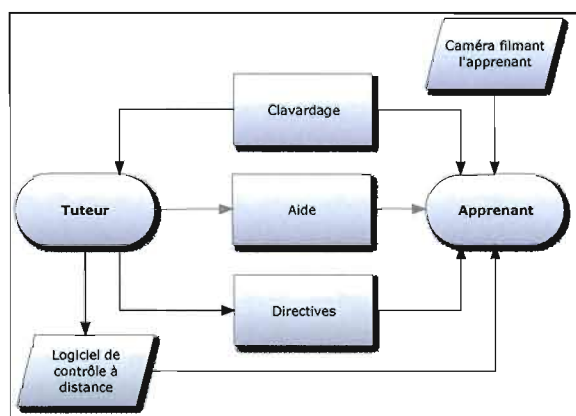 Caméra filmant
l'apprenant
Clavardage
Tuteur
Aide
Apprenant
Directives
Logiciel de
contrôle à
distance